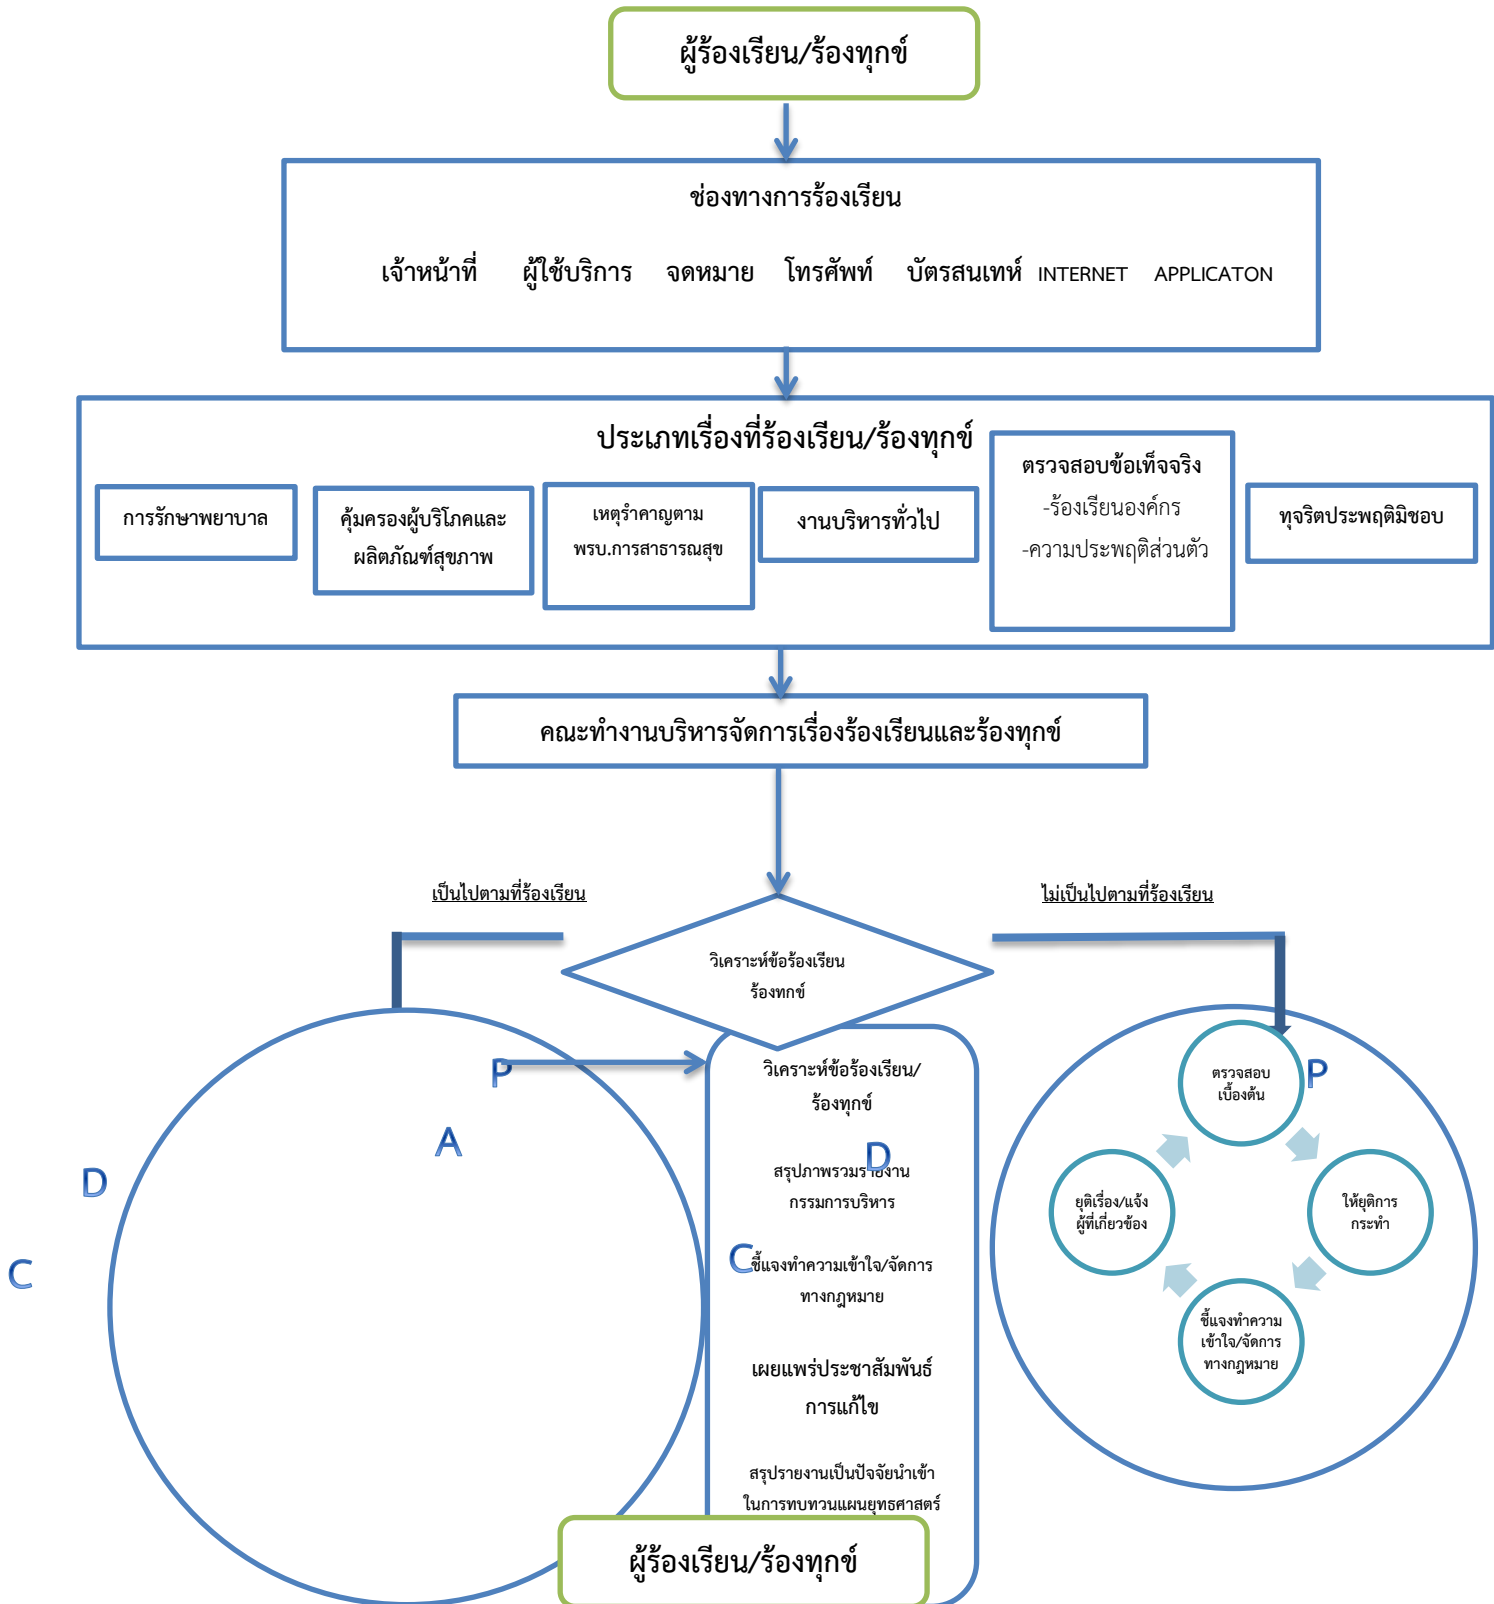 ผู้ร้องเรียน/ร้องทุกข์
ช่องทางการร้องเรียน
เจ้าหน้าที่ ผู้ใช้บริการ จดหมาย โทรศัพท์ บัตรสนเทห์ INTERNET APPLICATON
ประเภทเรื่องที่ร้องเรียน/ร้องทุกข์
การรักษาพยาบาล
คุ้มครองผู้บริโภคและ
ผลิตภัณฑ์สุขภาพ
เหตุรำคาญตาม
พรบ.การสาธารณสุข
งานบริหารทั่วไป
ตรวจสอบข้อเท็จจริง
-ร้องเรียนองค์กร
-ความประพฤติส่วนตัว
ทุจริตประพฤติมิชอบ
คณะทำงานบริหารจัดการเรื่องร้องเรียนและร้องทุกข์
เป็นไปตามที่ร้องเรียน
ไม่เป็นไปตามที่ร้องเรียน
วิเคราะห์ข้อร้องเรียน
ร้องทกข์
P
A
D
C
วิเคราะห์ข้อร้องเรียน/
ร้องทุกข์
D
สรุปภาพรวมรายงาน
กรรมการบริหาร
C
ชี้แจงทำความเข้าใจ/จัดการ
ทางกฎหมาย
เผยแพร่ประชาสัมพันธ์
การแก้ไข
สรุปรายงานเป็นปัจจัยนำเข้า
ในการทบทวนแผนยุทธศาสตร์
ตรวจสอบ
เบื้องต้น
P
ยุติเรื่อง/แจ้ง
ผู้ที่เกี่ยวข้อง
ให้ยุติการ
กระทำ
ชี้แจงทำความ
เข้าใจ/จัดการ
ทางกฎหมาย
ผู้ร้องเรียน/ร้องทุกข์